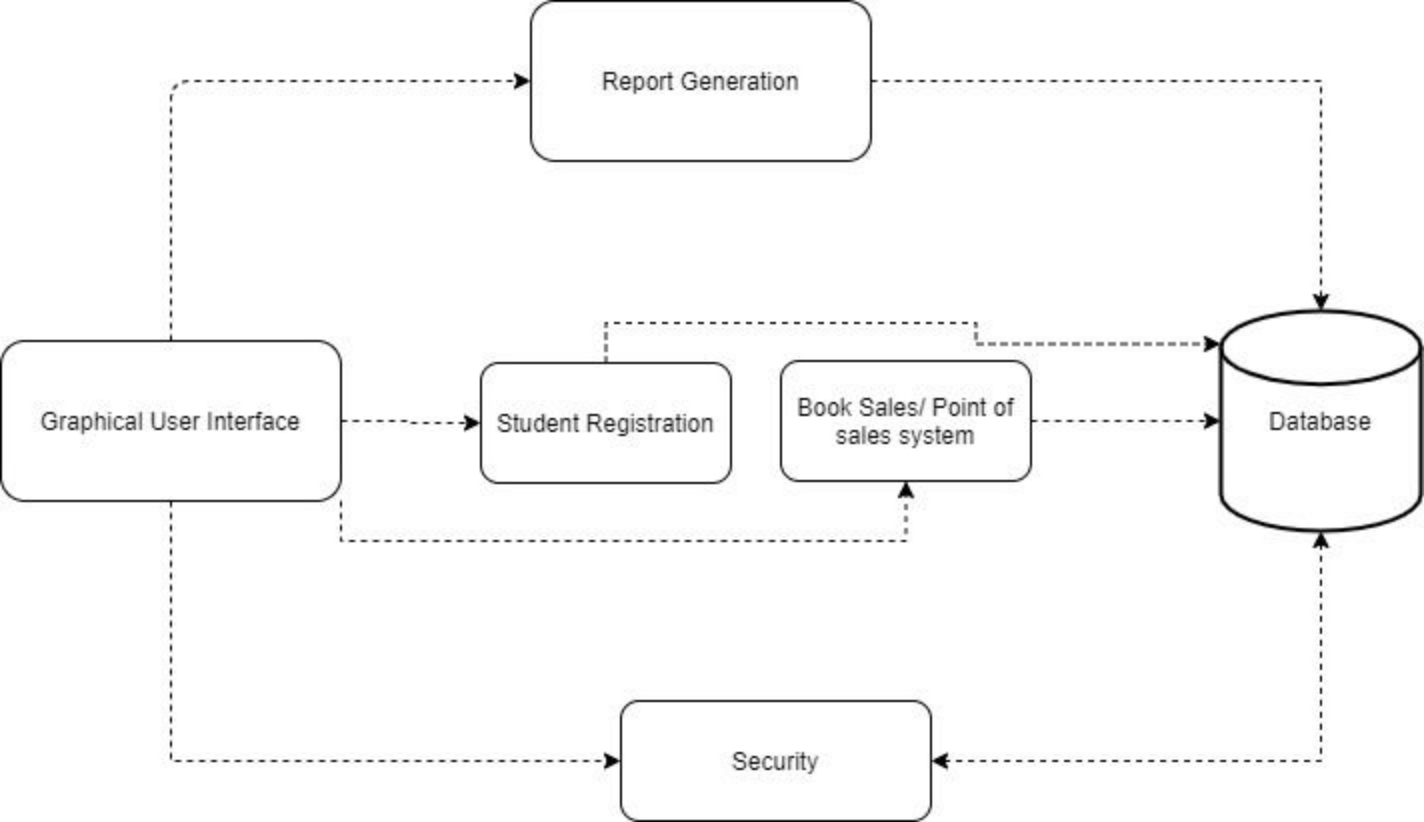 Report Generation
Graphical User Interface
Student Registration
Book Sales/ Point of
sales system
Database
Security